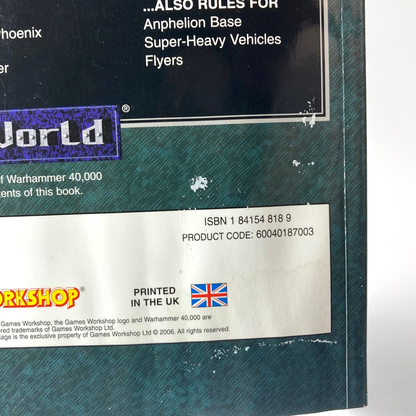 ...ALSO RULES FOR
Phoenix
Anphelion Base
Super-Heavy Vehicles
er
Flyers
World®
f Warhammer 40,000
tents of this book.
ISBN 1 84154 818 9
PRODUCT CODE: 60040187003
ORKSHOP®
PRINTED
IN THE UK
Games Workshop, the Games Workshop logo and Warhammer 40,000 are
ered trademarks of Games Workshop Ltd.
kage is the exclusive property of Games Workshop Ltd © 2006. All rights reserved.